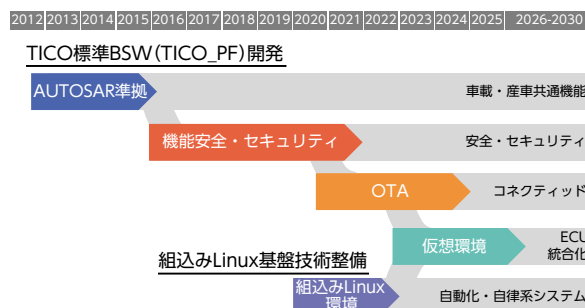 2012 2013 2014 2015 2016 2017 2018 2019 2020 2021 2022 2023 2024 2025 2026-2030
TICO標準BSW(TICO_PF)開発
AUTOSAR準拠
車載・産車共通機能
機能安全・セキュリティ
安全・セキュリティ
OTA
コネクティッド
仮想環境
ECU
統合化
組込みLinux基盤技術整備
組込みLinux
環境
自動化・自律系システム